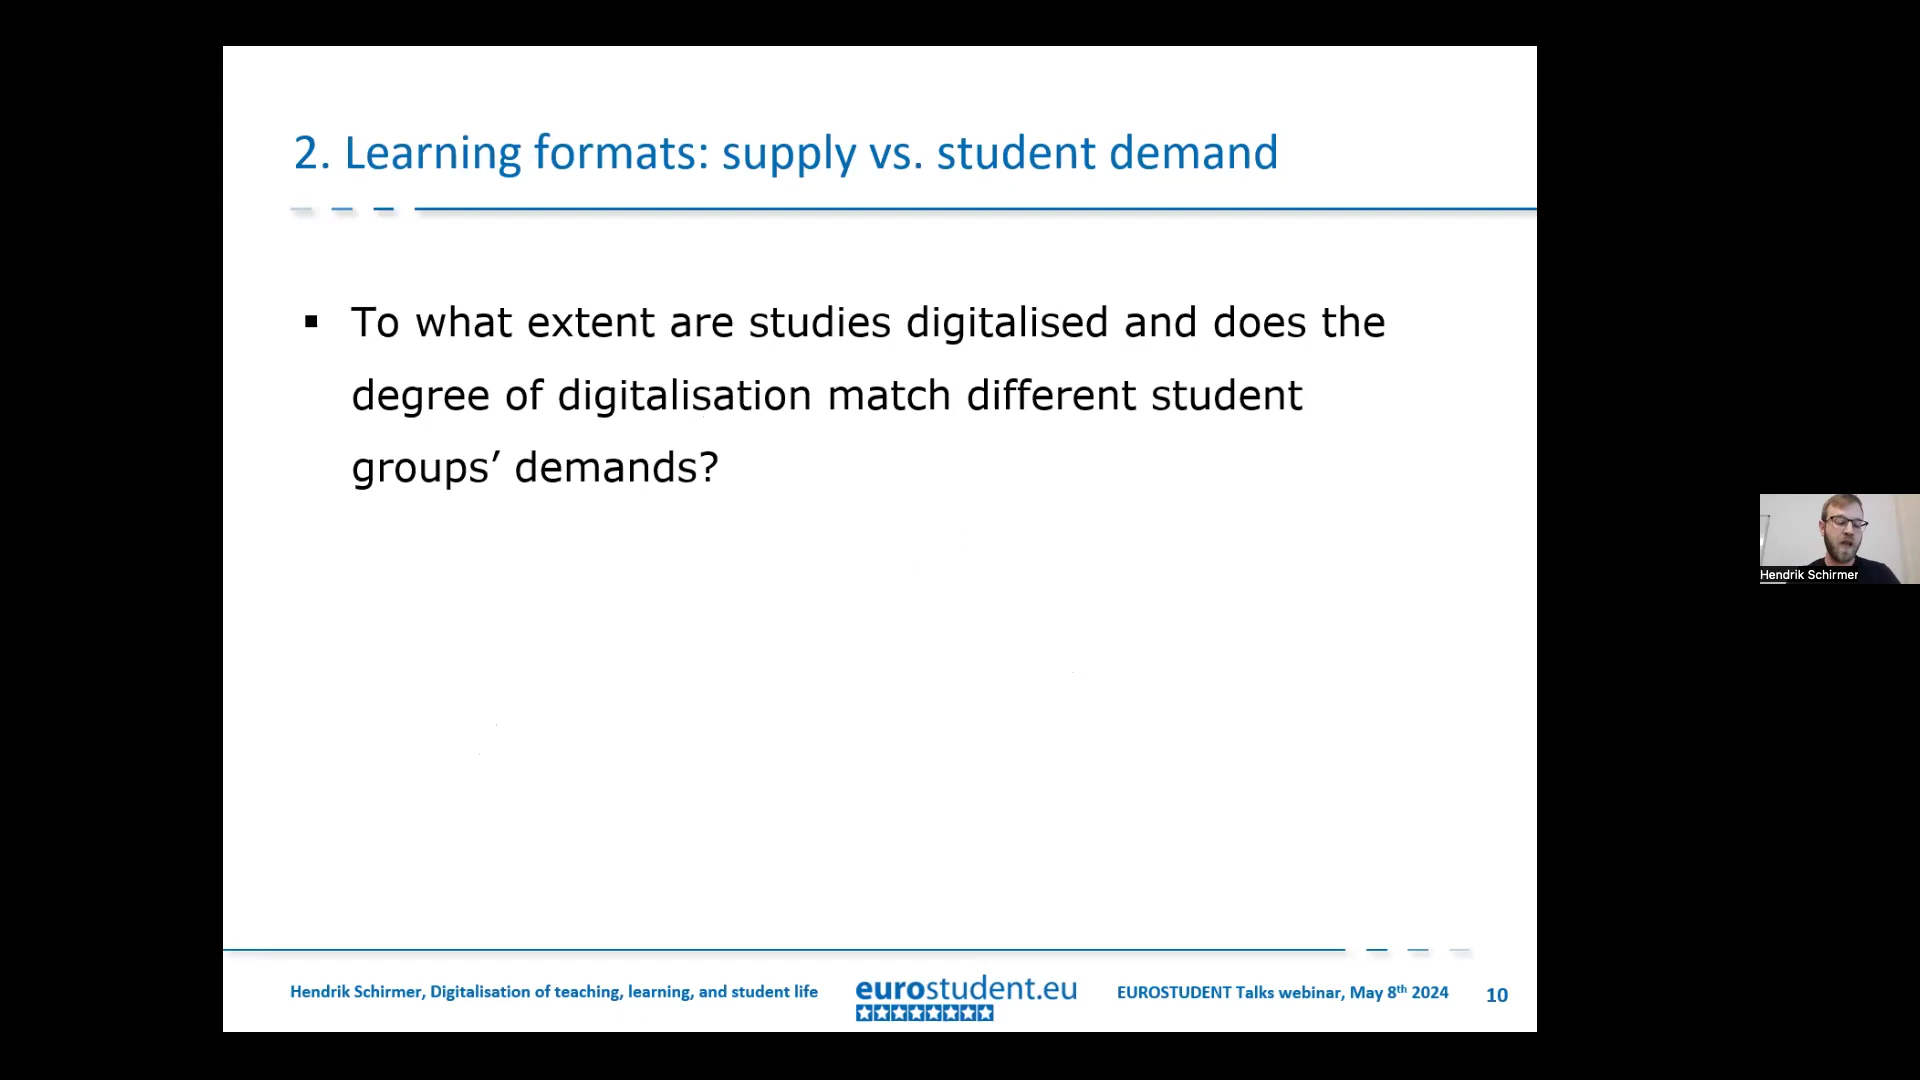 2. Learning formats: supply vs. student demand
▪ To what extent are studies digitalised and does the
degree of digitalisation match different student
groups’ demands?
Hendrik Schirmer
Hendrik Schirmer, Digitalisation of teaching, learning, and student life
eurostudent.eu
EUROSTUDENT Talks webinar, May 8th 2024
10